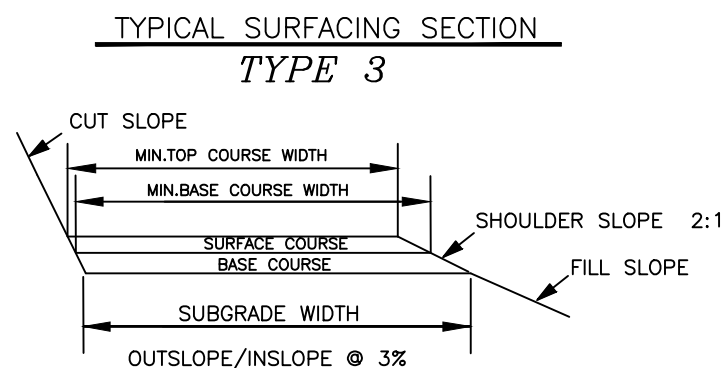 TYPICAL SURFACING SECTION
TYPE 3
CUT SLOPE
MIN.TOP COURSE WIDTH
MIN.BASE COURSE WIDTH
SHOULDER SLOPE 2:1
SURFACE COURSE
BASE COURSE
FILL SLOPE
SUBGRADE WIDTH
OUTSLOPE/INSLOPE @ 3%